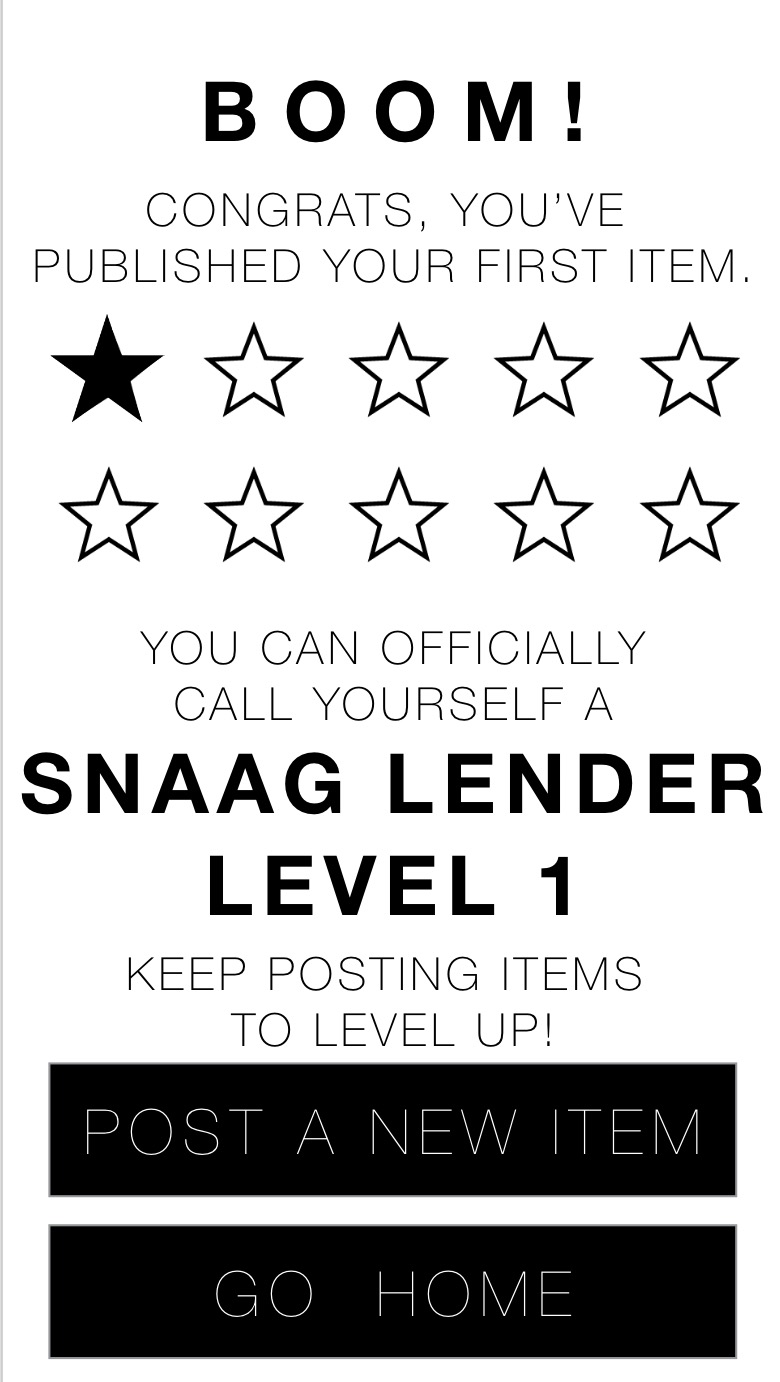 BOOM!
CONGRATS, YOU’VE
PUBLISHED YOUR FIRST ITEM.
YOU CAN OFFICIALLY
CALL YOURSELF A
SNAAG LENDER
LEVEL 1
KEEP POSTING ITEMS
TO LEVEL UP!
POST A NEW ITEM
GO HOME